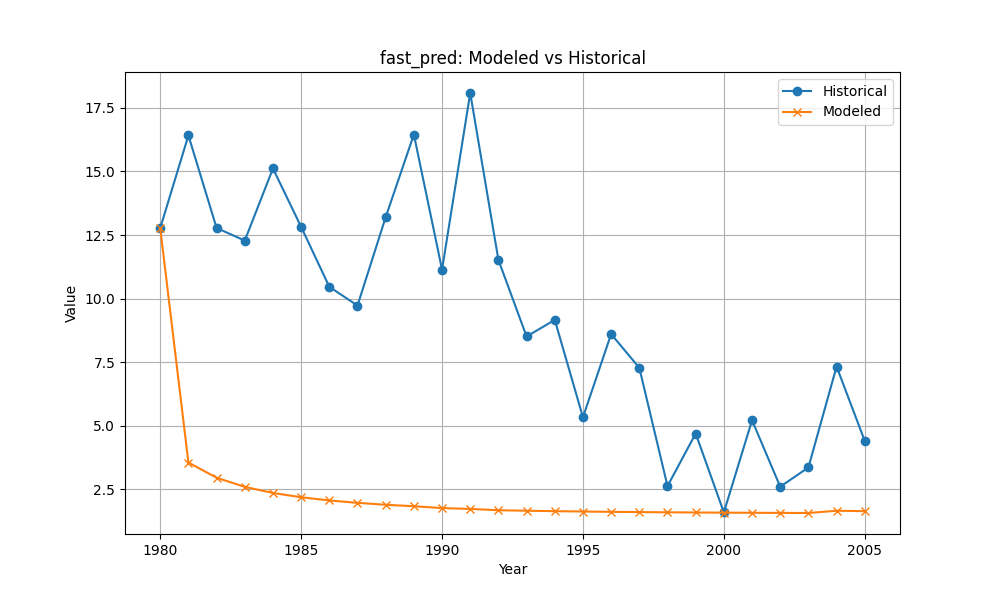 fast_pred: Modeled vs Historical
Historical
Modeled
17.5
15.0
12.5
10.0
7.5
5.0
2.5
Value
1980
1985
1990
1995
2000
2005
Year